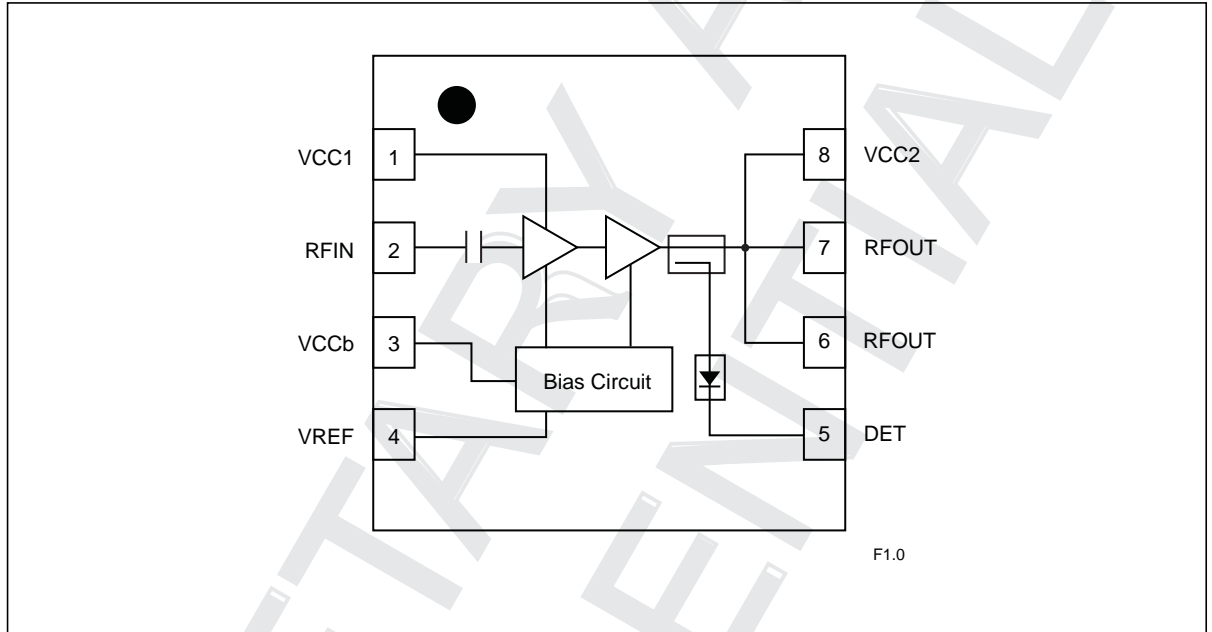 VCC1 1
RFIN 2
VCCb 3
VREF 4
Bias Circuit
8 VCC2
7 RFOUT
6 RFOUT
5 DET
F1.0